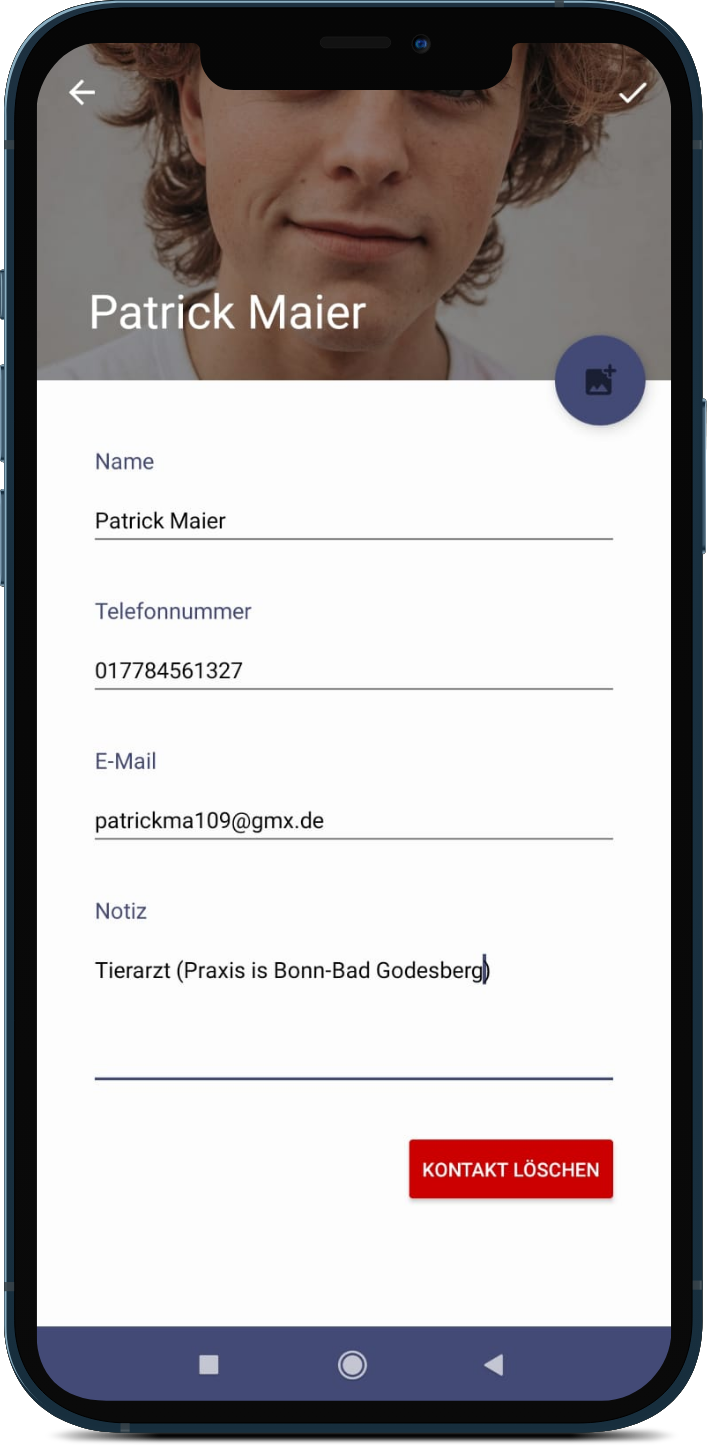 Patrick Maier
Name
Patrick Maier
Telefonnummer
017784561327
E-Mail
patrickma109@gmx.de
Notiz
Tierarzt (Praxis is Bonn-Bad Godesberg)
KONTAKT LÖSCHEN